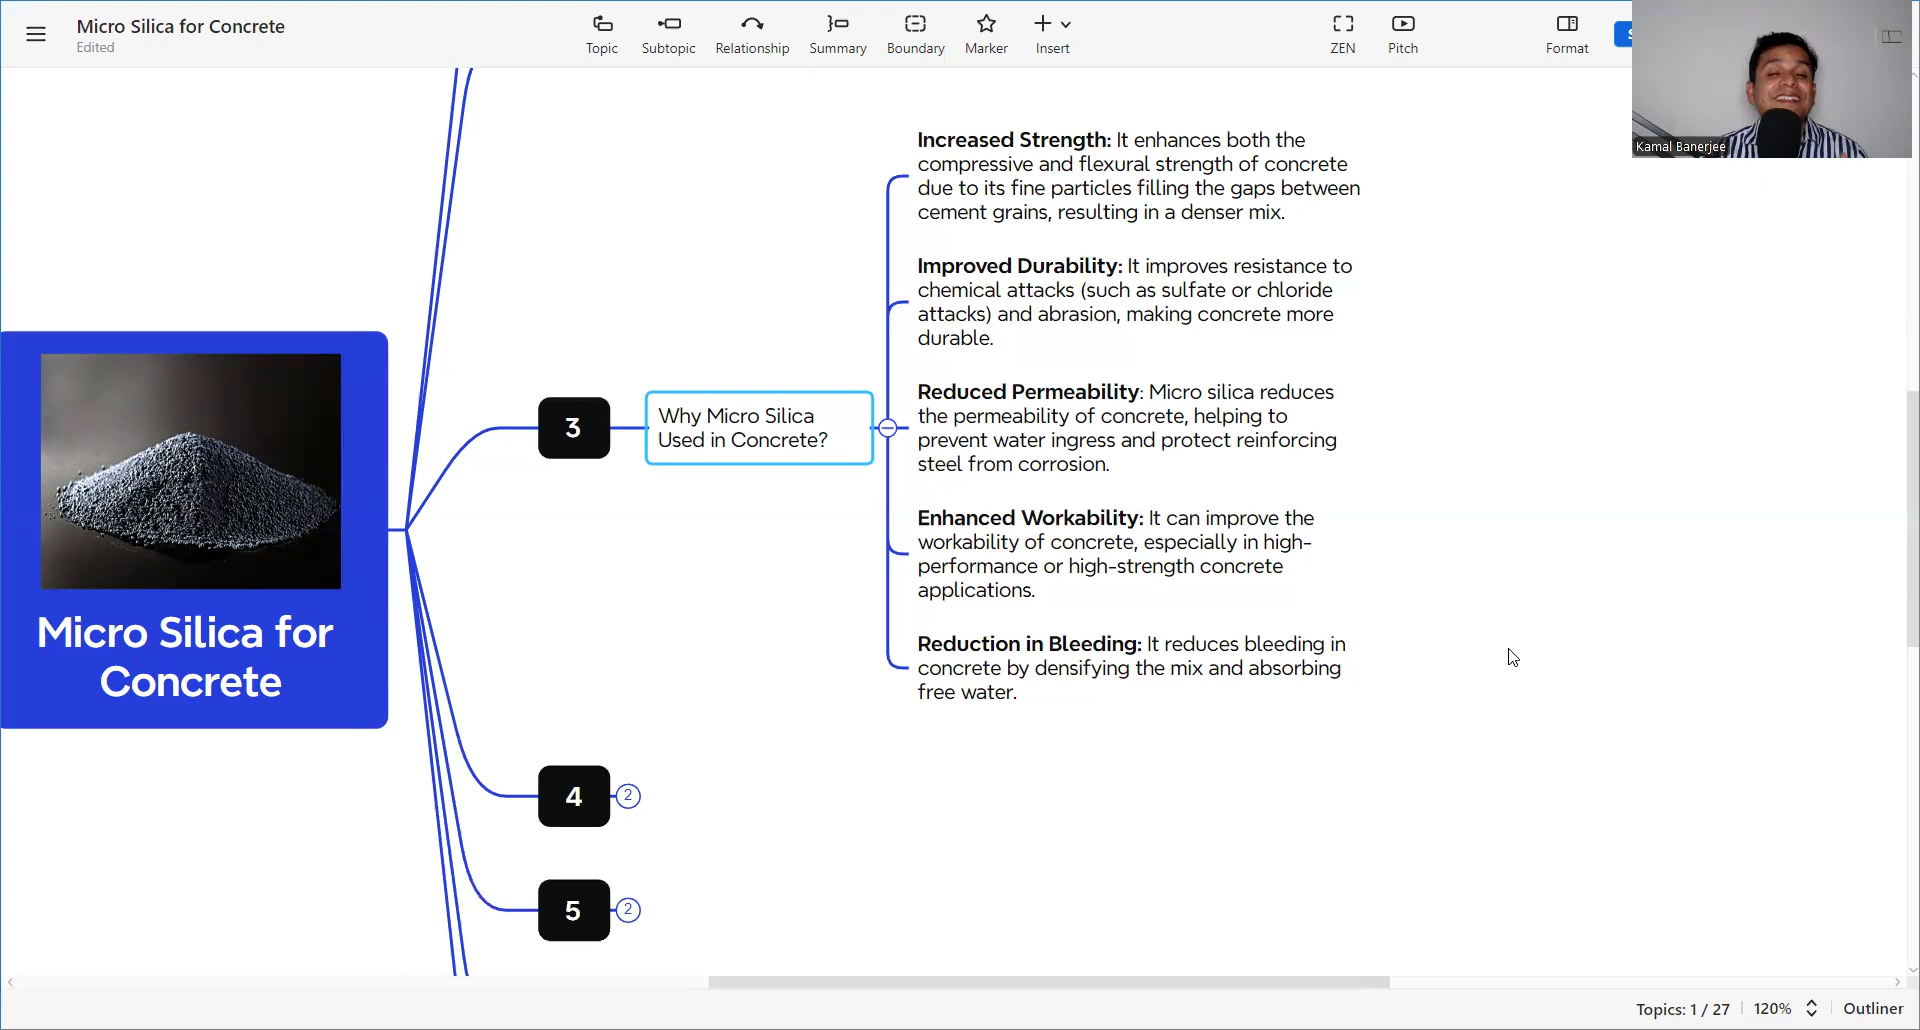 Micro Silica for Concrete
Edited
Topic
Subtopic
Relationship
Summary
Boundary
Marker
Insert
ZEN
Pitch
Format
S
Kamal Banerjee
Increased Strength: It enhances both the
compressive and flexural strength of concrete
due to its fine particles filling the gaps between
cement grains, resulting in a denser mix.
Improved Durability: It improves resistance to
chemical attacks (such as sulfate or chloride
attacks) and abrasion, making concrete more
durable.
3
Why Micro Silica
Used in Concrete?
Reduced Permeability: Micro silica reduces
the permeability of concrete, helping to
prevent water ingress and protect reinforcing
steel from corrosion.
Enhanced Workability: It can improve the
workability of concrete, especially in high-
performance or high-strength concrete
applications.
Reduction in Bleeding: It reduces bleeding in
concrete by densifying the mix and absorbing
free water.
Micro Silica for
Concrete
4
2
5
2
Topics: 1 / 27
120%
Outliner